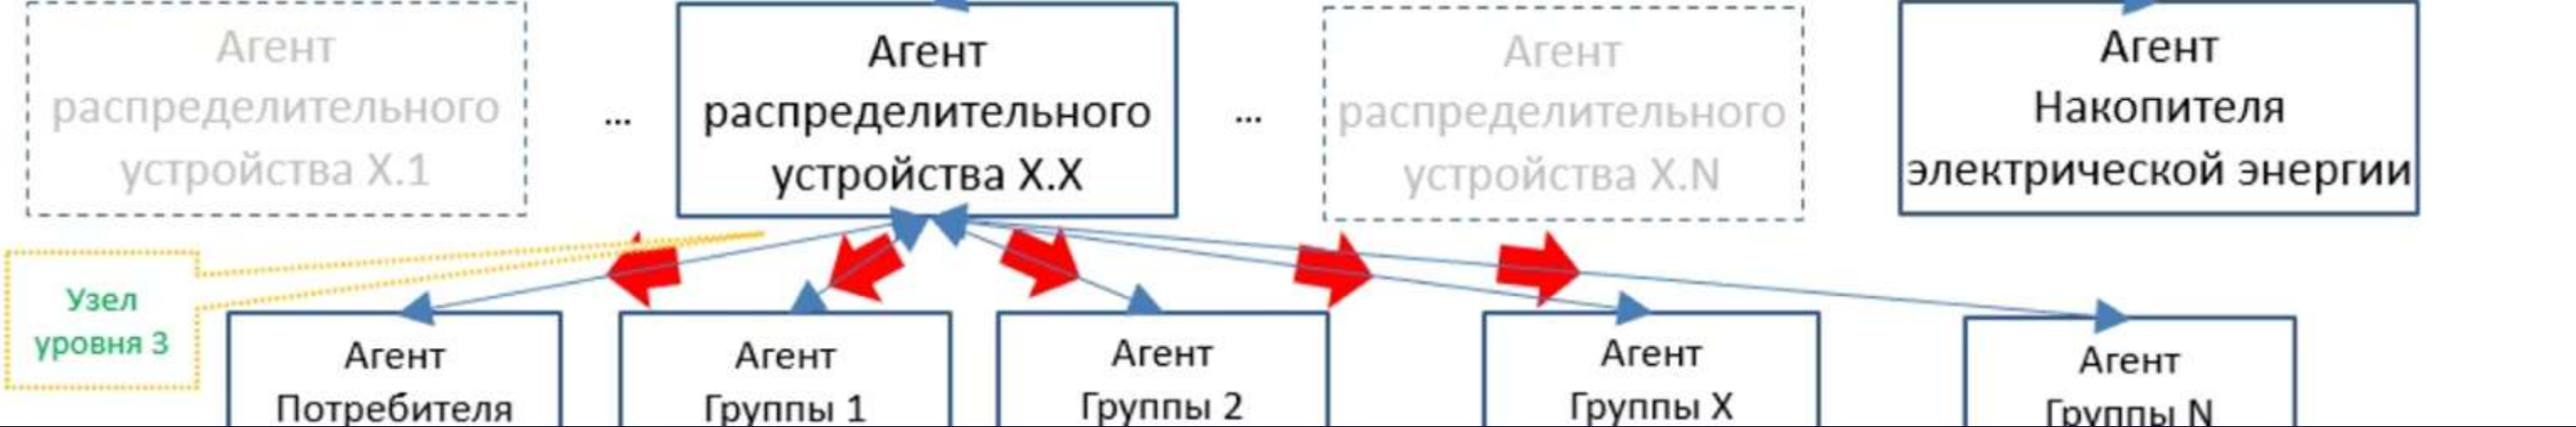 Агент
распределительного
устройства X.1
...
Агент
распределительного
устройства X.X
...
Агент
распределительного
устройства X.N
Агент
Накопителя
электрической энергии
Узел
уровня 3
Агент
Потребителя
Агент
Группы 1
Агент
Группы 2
Агент
Группы X
Агент
Группы N